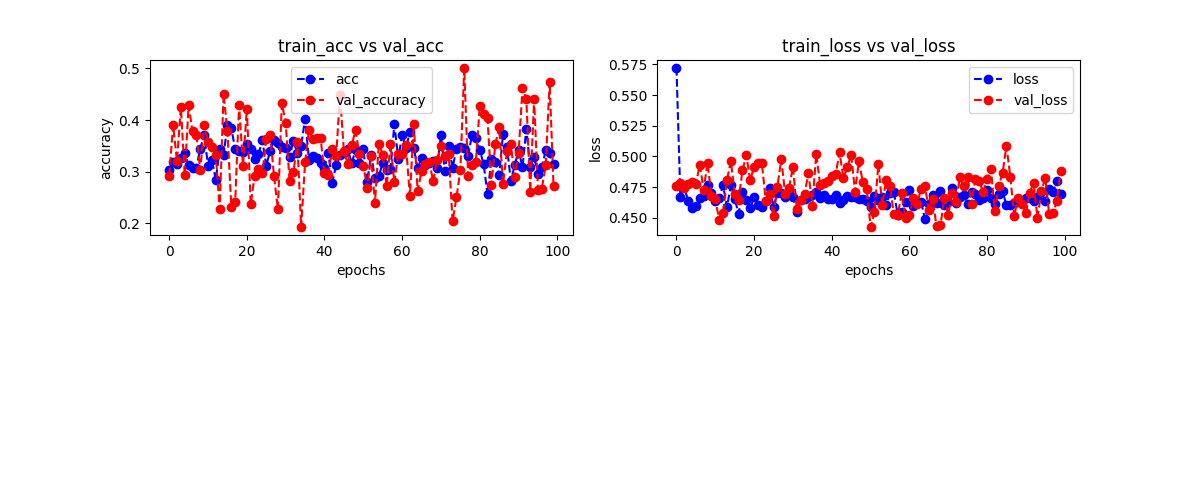 train_acc vs val_acc
accuracy
0.5
0.4
0.3
0.2
acc
val_accuracy
0 20 40 60 80 100
epochs
train_loss vs val_loss
loss
0.575
0.550
0.525
0.500
0.475
0.450
loss
val_loss
0 20 40 60 80 100
epochs